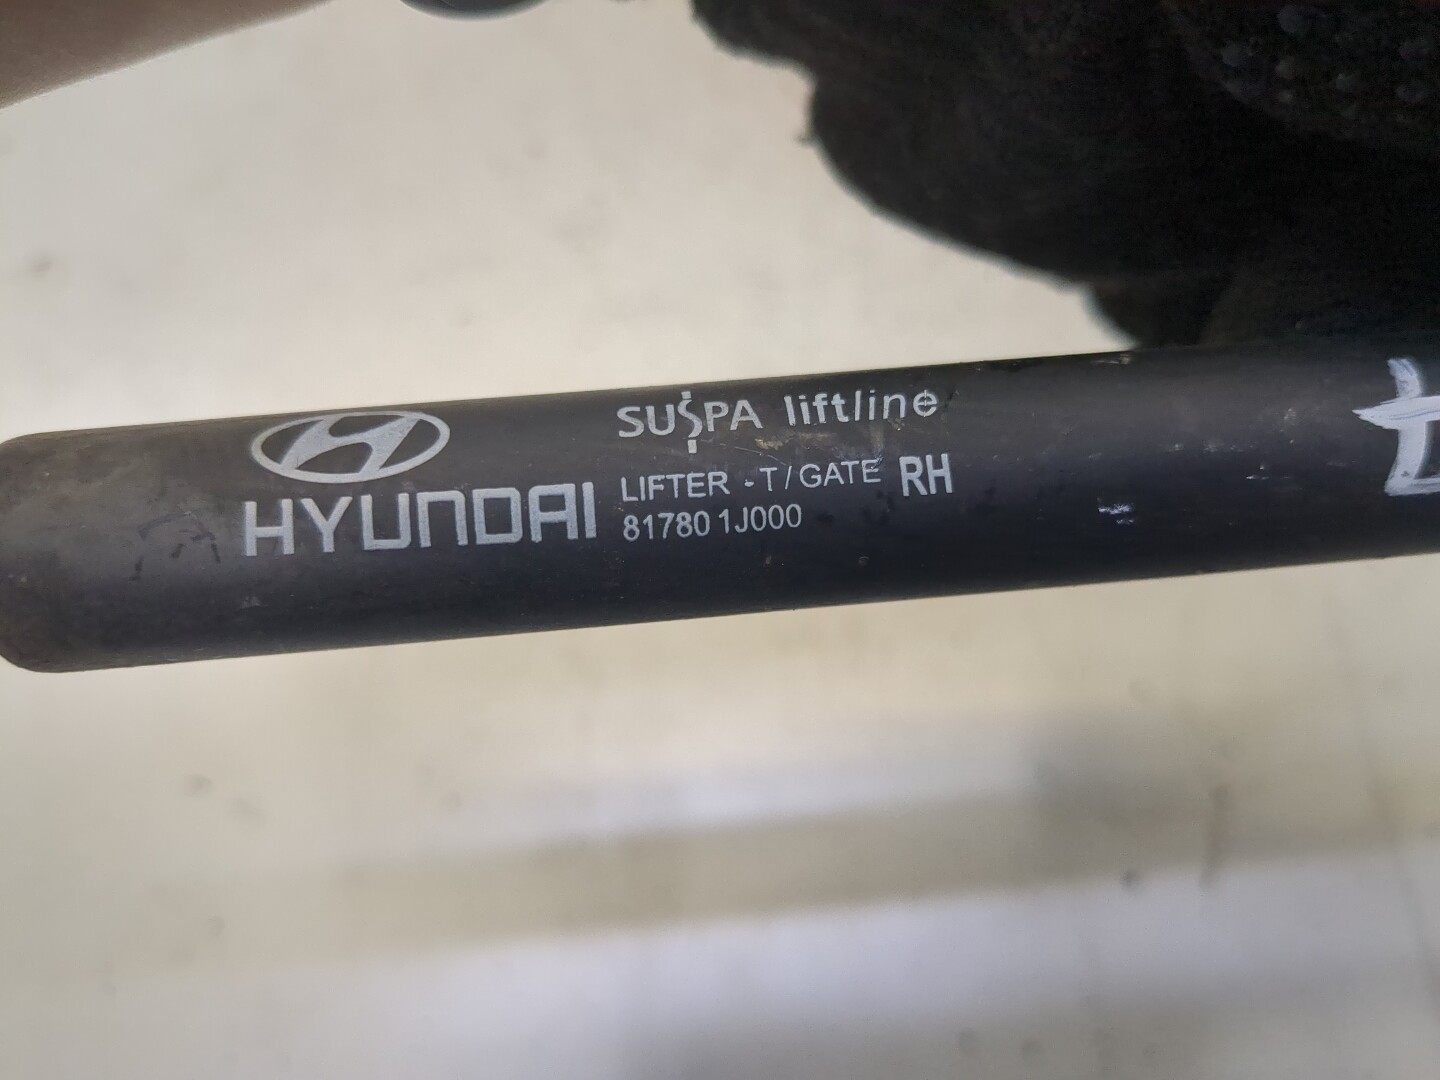 SUSPA liftline
HYUNDAI
LIFTER - T/GATE RH
81780 1J000